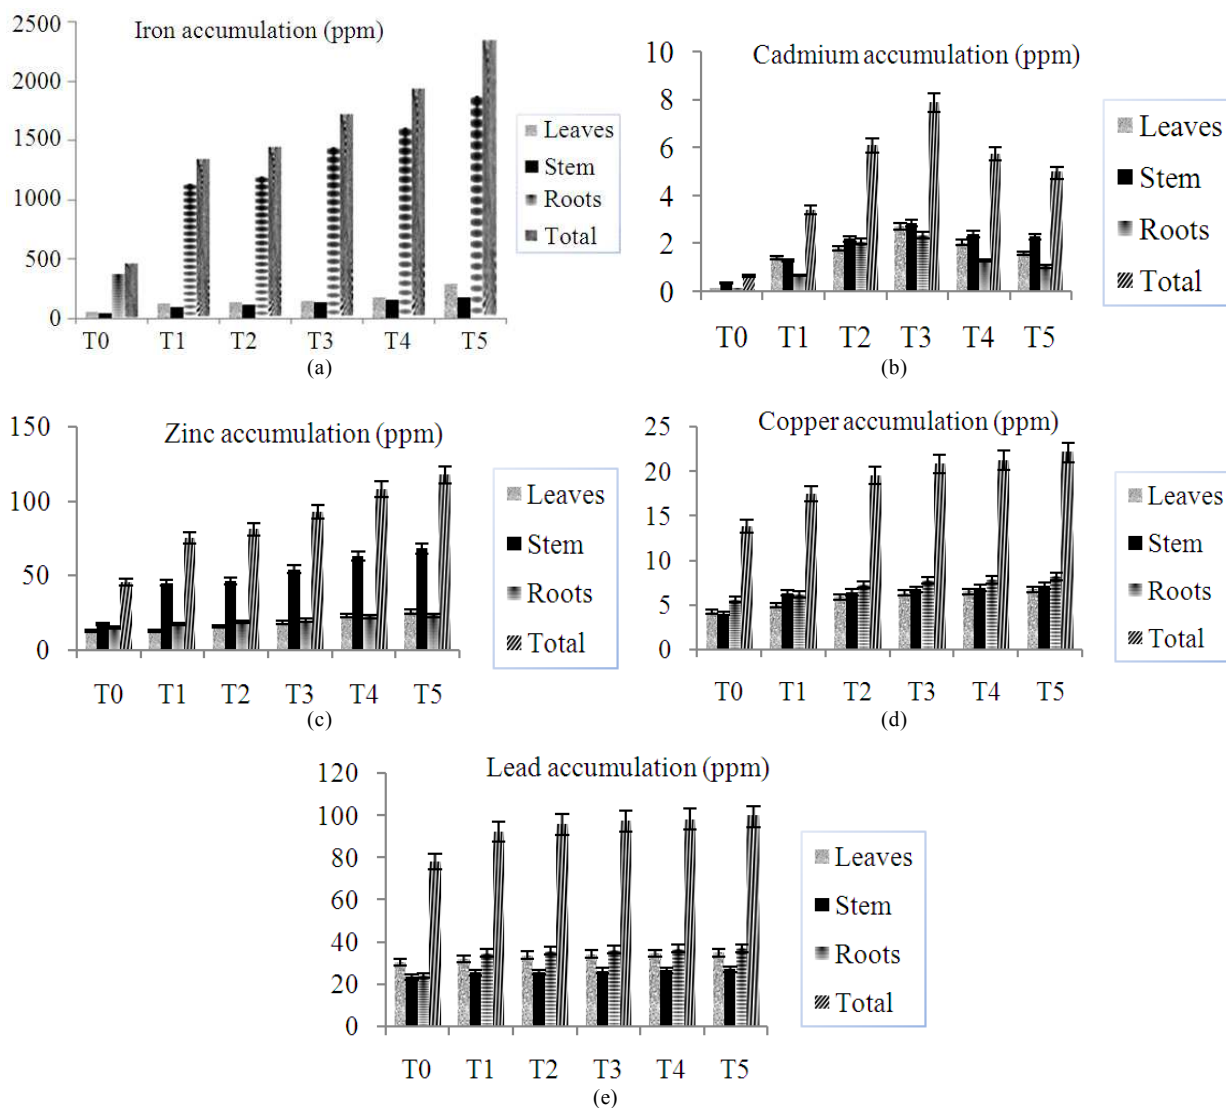 Iron accumulation (ppm)
2500
2000
1500
1000
500
0
T0 T1 T2 T3 T4 T5
Leaves
Stem
Roots
Total
(a)
Cadmium accumulation (ppm)
10
8
6
4
2
0
T0 T1 T2 T3 T4 T5
Leaves
Stem
Roots
Total
(b)
Zinc accumulation (ppm)
150
100
50
0
T0 T1 T2 T3 T4 T5
Leaves
Stem
Roots
Total
(c)
Copper accumulation (ppm)
25
20
15
10
5
0
T0 T1 T2 T3 T4 T5
Leaves
Stem
Roots
Total
(d)
Lead accumulation (ppm)
120
100
80
60
40
20
0
T0 T1 T2 T3 T4 T5
Leaves
Stem
Roots
Total
(e)